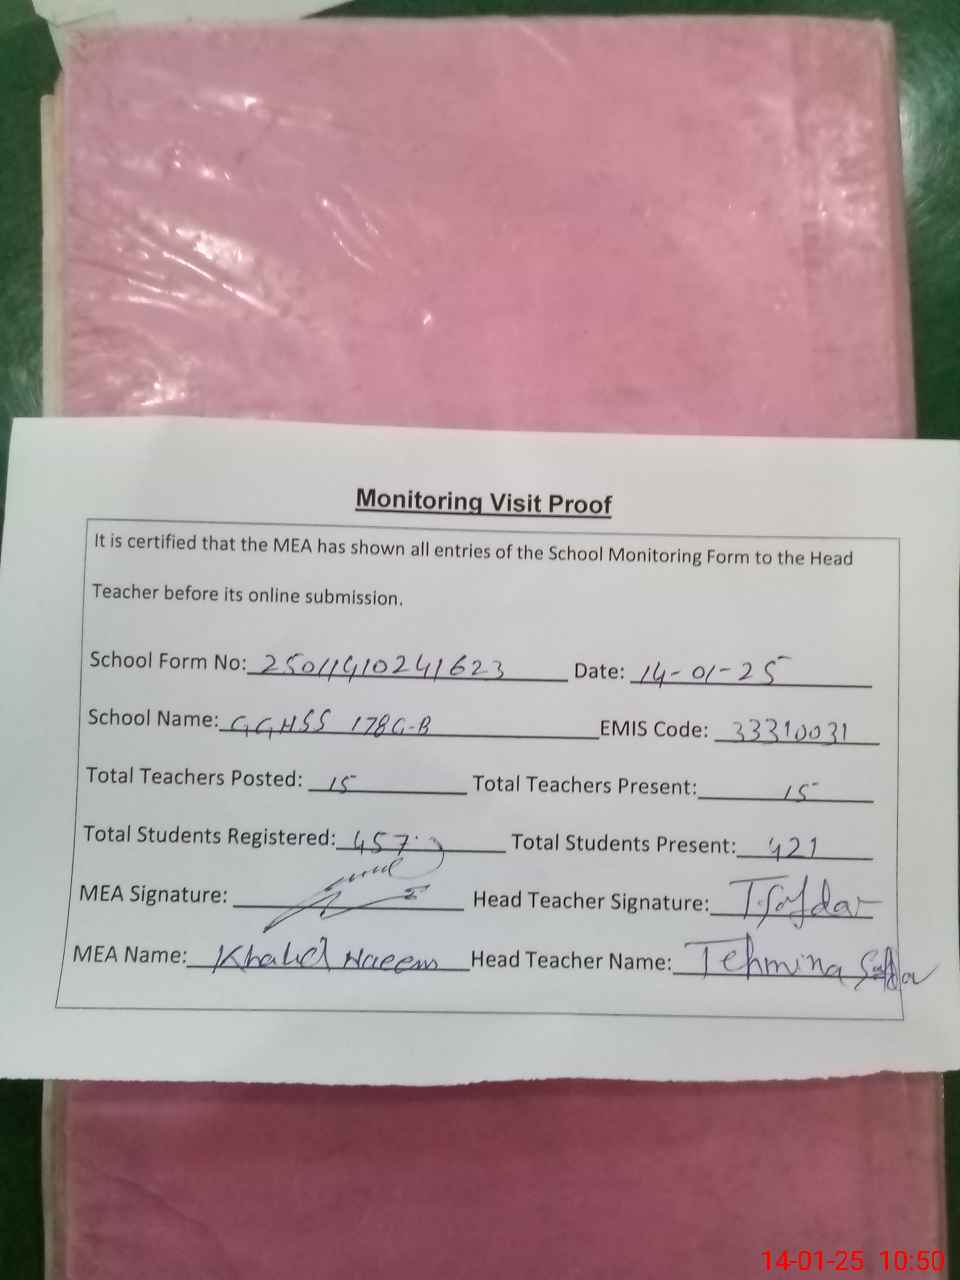 Monitoring Visit Proof
It is certified that the MEA has shown all entries of the School Monitoring Form to the Head
Teacher before its online submission.
School Form No: 25011410241623 Date: 14-01-25
School Name: GGHSS 178G-B EMIS Code: 33310031
Total Teachers Posted: 15 Total Teachers Present: 15
Total Students Registered: 457 Total Students Present: 421
MEA Signature: Head Teacher Signature: T.Safdar
MEA Name: Khalid Naeem Head Teacher Name: Tehmina Safdar
14-01-25 10:50